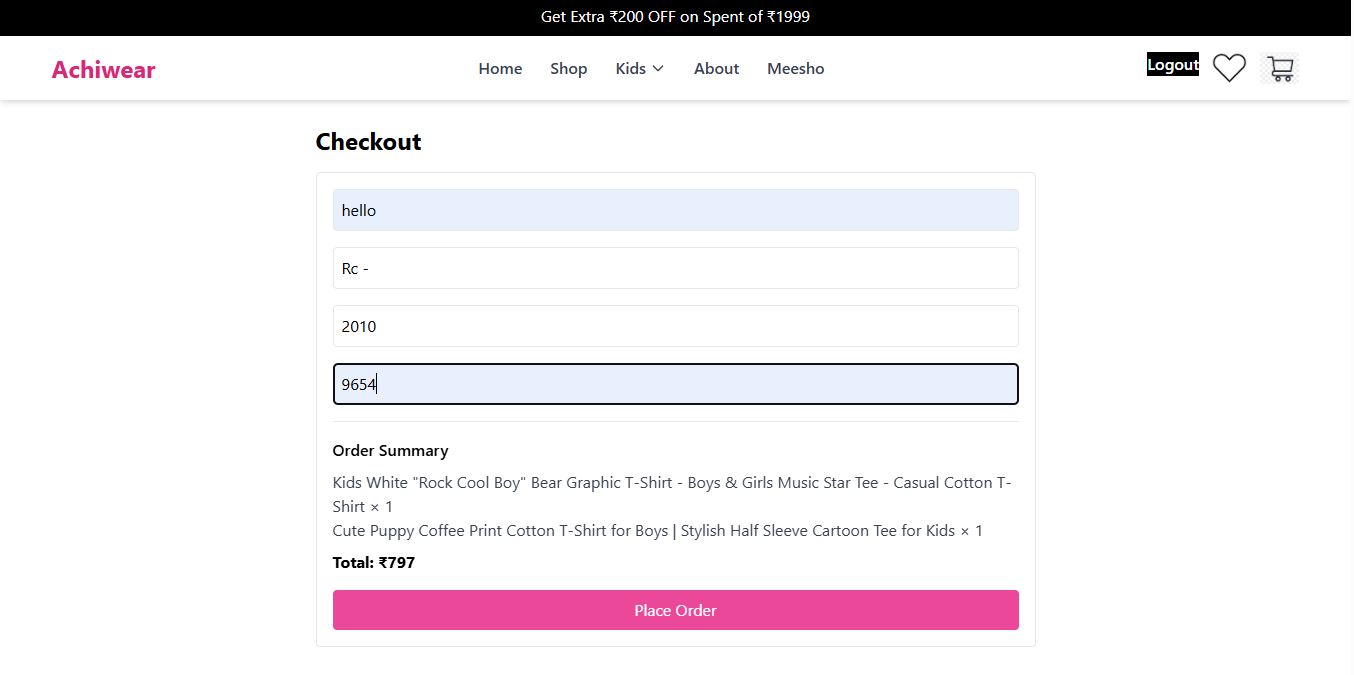 Get Extra ₹200 OFF on Spent of ₹1999
Achiwear
Home
Shop
Kids
About
Meesho
Logout
Checkout
hello
Rc -
2010
9654
Order Summary
Kids White "Rock Cool Boy" Bear Graphic T-Shirt - Boys & Girls Music Star Tee - Casual Cotton T-
Shirt × 1
Cute Puppy Coffee Print Cotton T-Shirt for Boys | Stylish Half Sleeve Cartoon Tee for Kids × 1
Total: ₹797
Place Order